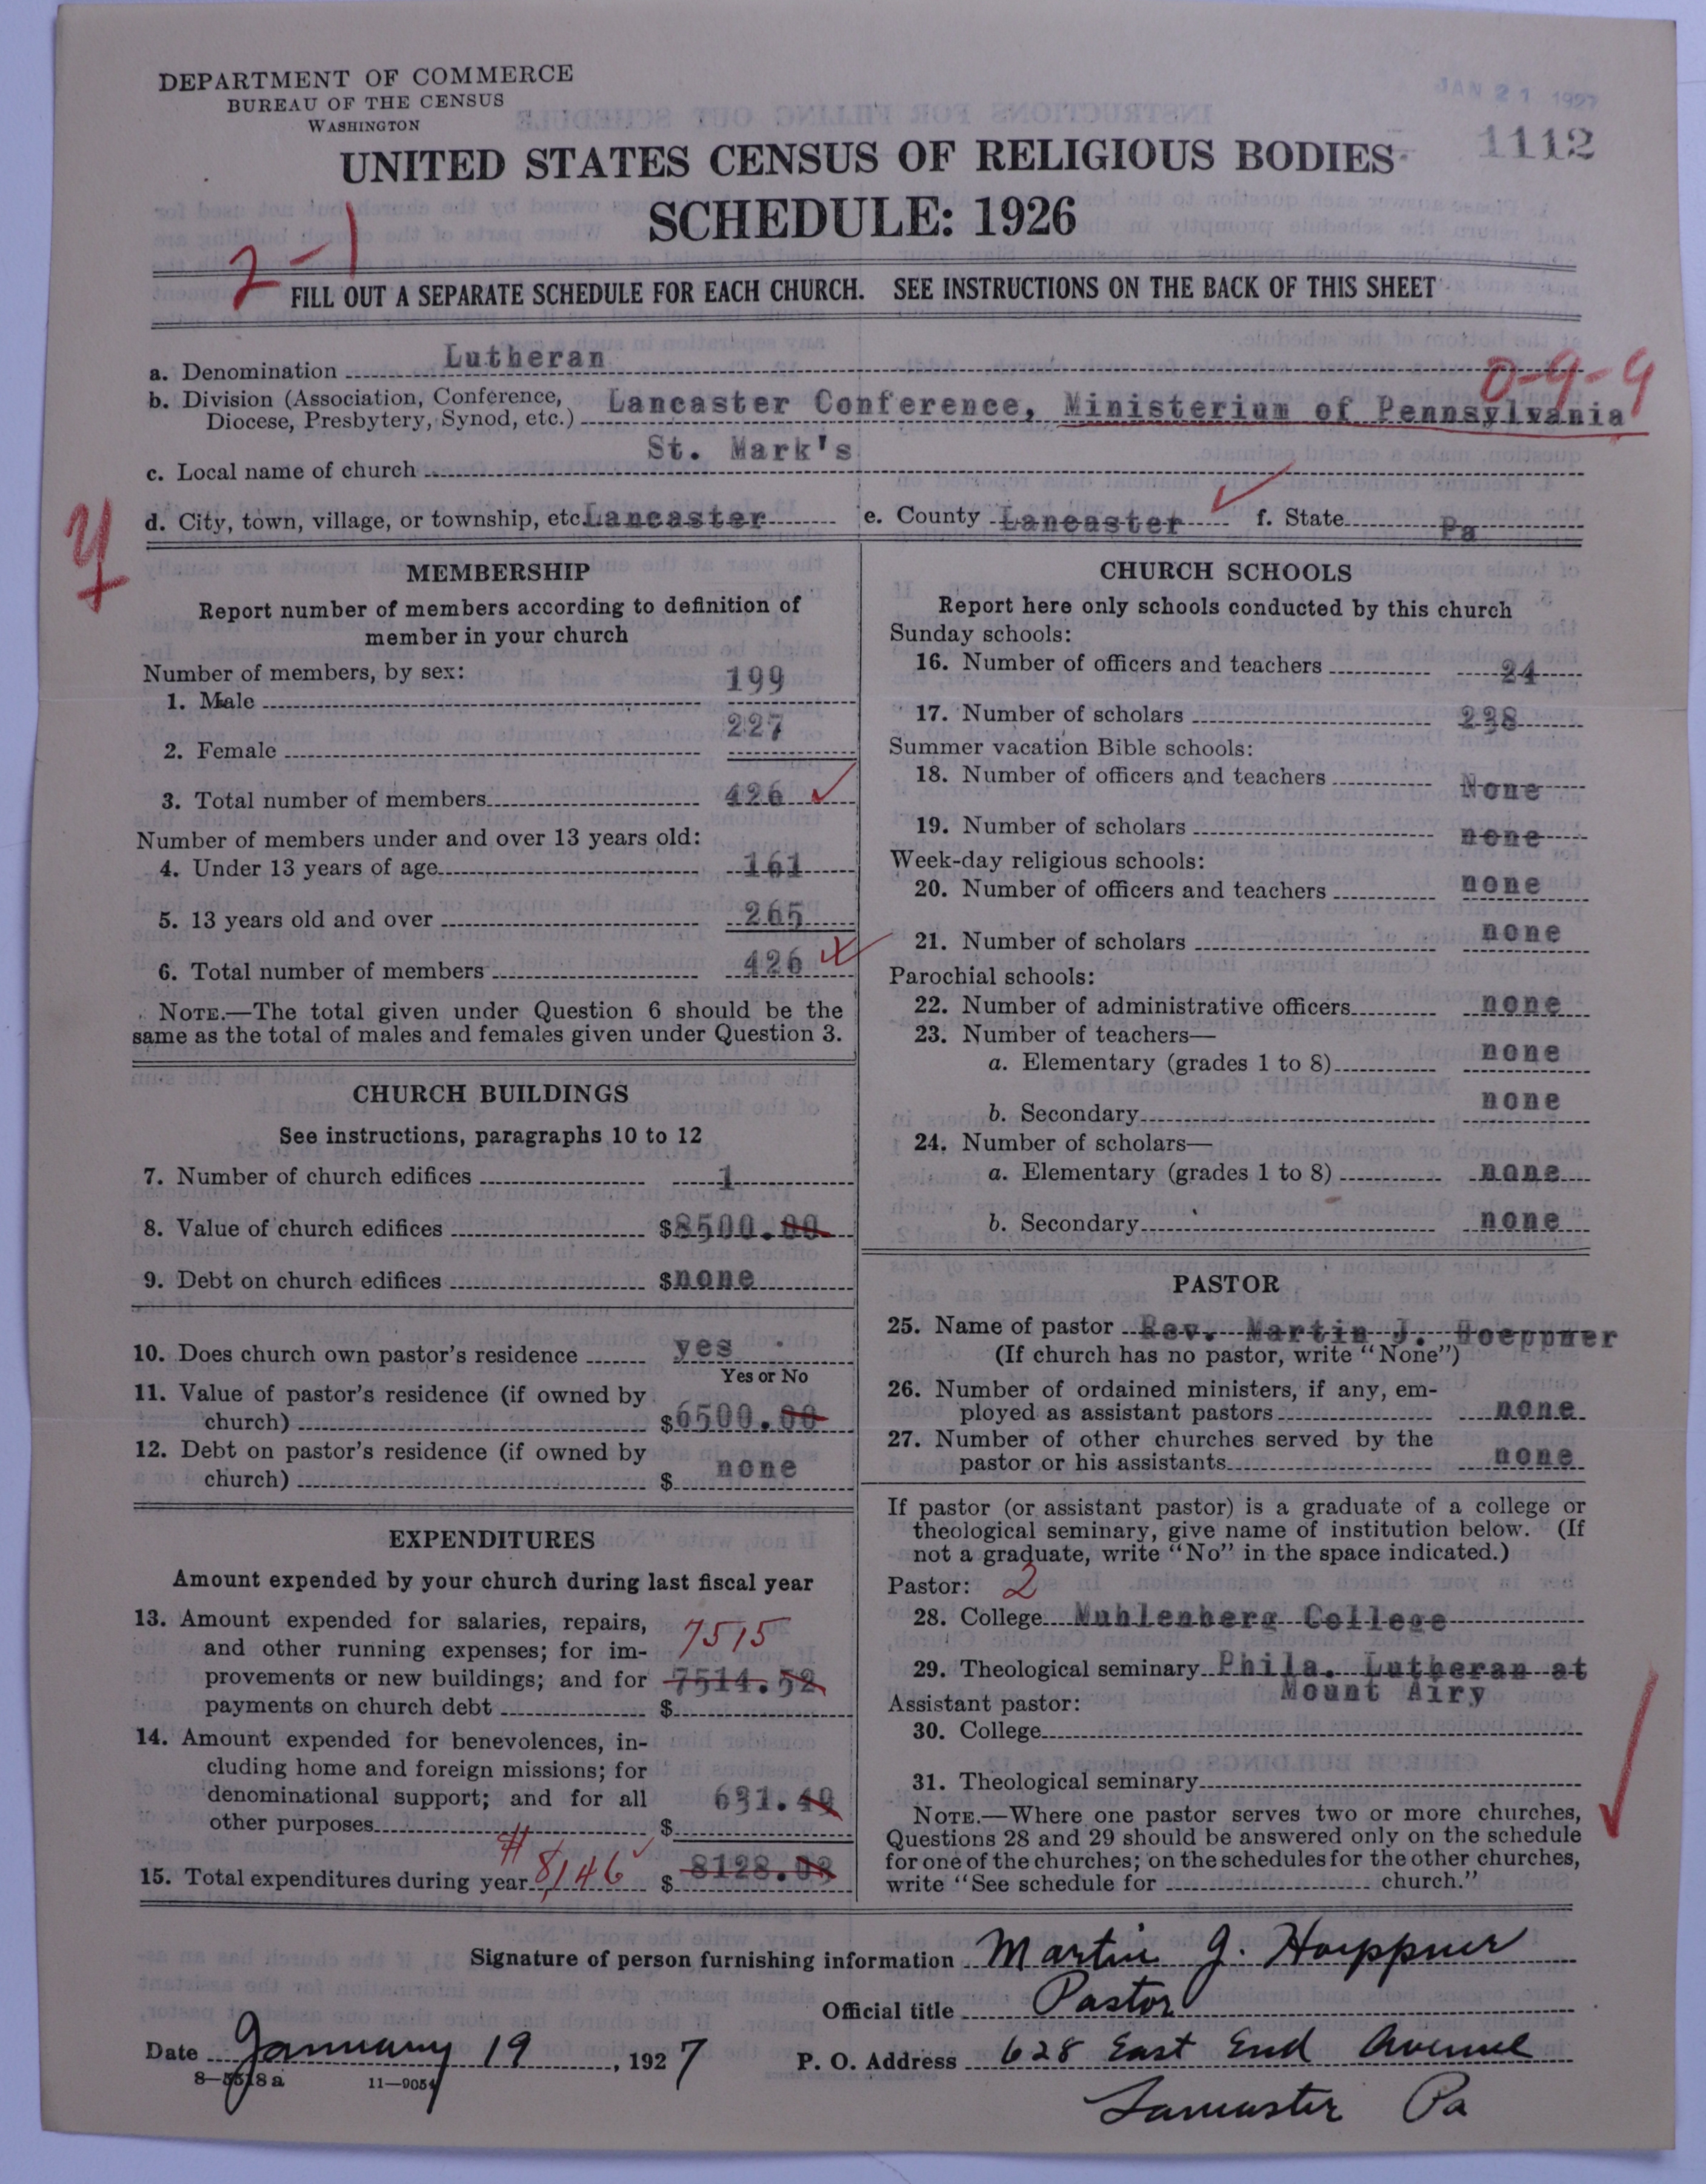 DEPARTMENT OF COMMERCE
BUREAU OF THE CENSUS
WASHINGTON
JAN 21 1927
1112
UNITED STATES CENSUS OF RELIGIOUS BODIES
SCHEDULE: 1926
2-1
FILL OUT A SEPARATE SCHEDULE FOR EACH CHURCH. SEE INSTRUCTIONS ON THE BACK OF THIS SHEET
a. Denomination Lutheran
0-9-9
b. Division (Association, Conference, Diocese, Presbytery, Synod, etc.) Lancaster Conference, Ministerium of Pennsylvania
c. Local name of church St. Mark's
d. City, town, village, or township, etc. Lancaster e. County Lancaster f. State Pa
MEMBERSHIP
Report number of members according to definition of
member in your church
Number of members, by sex:
1. Male 199
2. Female 227
3. Total number of members 426
Number of members under and over 13 years old:
4. Under 13 years of age 161
5. 13 years old and over 265
6. Total number of members 426
NOTE.—The total given under Question 6 should be the
same as the total of males and females given under Question 3.
CHURCH BUILDINGS
See instructions, paragraphs 10 to 12
7. Number of church edifices 1
8. Value of church edifices $8500.00
9. Debt on church edifices $none
10. Does church own pastor's residence yes
Yes or No
11. Value of pastor's residence (if owned by
church) $6500.00
12. Debt on pastor's residence (if owned by
church) $ none
EXPENDITURES
Amount expended by your church during last fiscal year
13. Amount expended for salaries, repairs,
and other running expenses; for im- 7515
provements or new buildings; and for 7514.52
payments on church debt $
14. Amount expended for benevolences, in-
cluding home and foreign missions; for
denominational support; and for all 631.40
other purposes $
15. Total expenditures during year #8146 $ 8128.03
CHURCH SCHOOLS
Report here only schools conducted by this church
Sunday schools:
16. Number of officers and teachers 24
17. Number of scholars 238
Summer vacation Bible schools:
18. Number of officers and teachers None
19. Number of scholars none
Week-day religious schools:
20. Number of officers and teachers none
21. Number of scholars none
Parochial schools:
22. Number of administrative officers none
23. Number of teachers—
a. Elementary (grades 1 to 8) none
b. Secondary none
24. Number of scholars—
a. Elementary (grades 1 to 8) none
b. Secondary none
PASTOR
25. Name of pastor Rev. Martin J. Hoeppner
(If church has no pastor, write "None")
26. Number of ordained ministers, if any, em-
ployed as assistant pastors none
27. Number of other churches served by the
pastor or his assistants none
If pastor (or assistant pastor) is a graduate of a college or
theological seminary, give name of institution below. (If
not a graduate, write "No" in the space indicated.)
Pastor: 2
28. College Muhlenberg College
29. Theological seminary Phila. Lutheran at
Mount Airy
Assistant pastor:
30. College
31. Theological seminary
NOTE.—Where one pastor serves two or more churches,
Questions 28 and 29 should be answered only on the schedule
for one of the churches; on the schedules for the other churches,
write "See schedule for church."
Signature of person furnishing information Martin J. Hoeppner
Official title Pastor
Date January 19, 1927 P. O. Address 628 East End Avenue
8—5518a 11—9054
Lancaster Pa